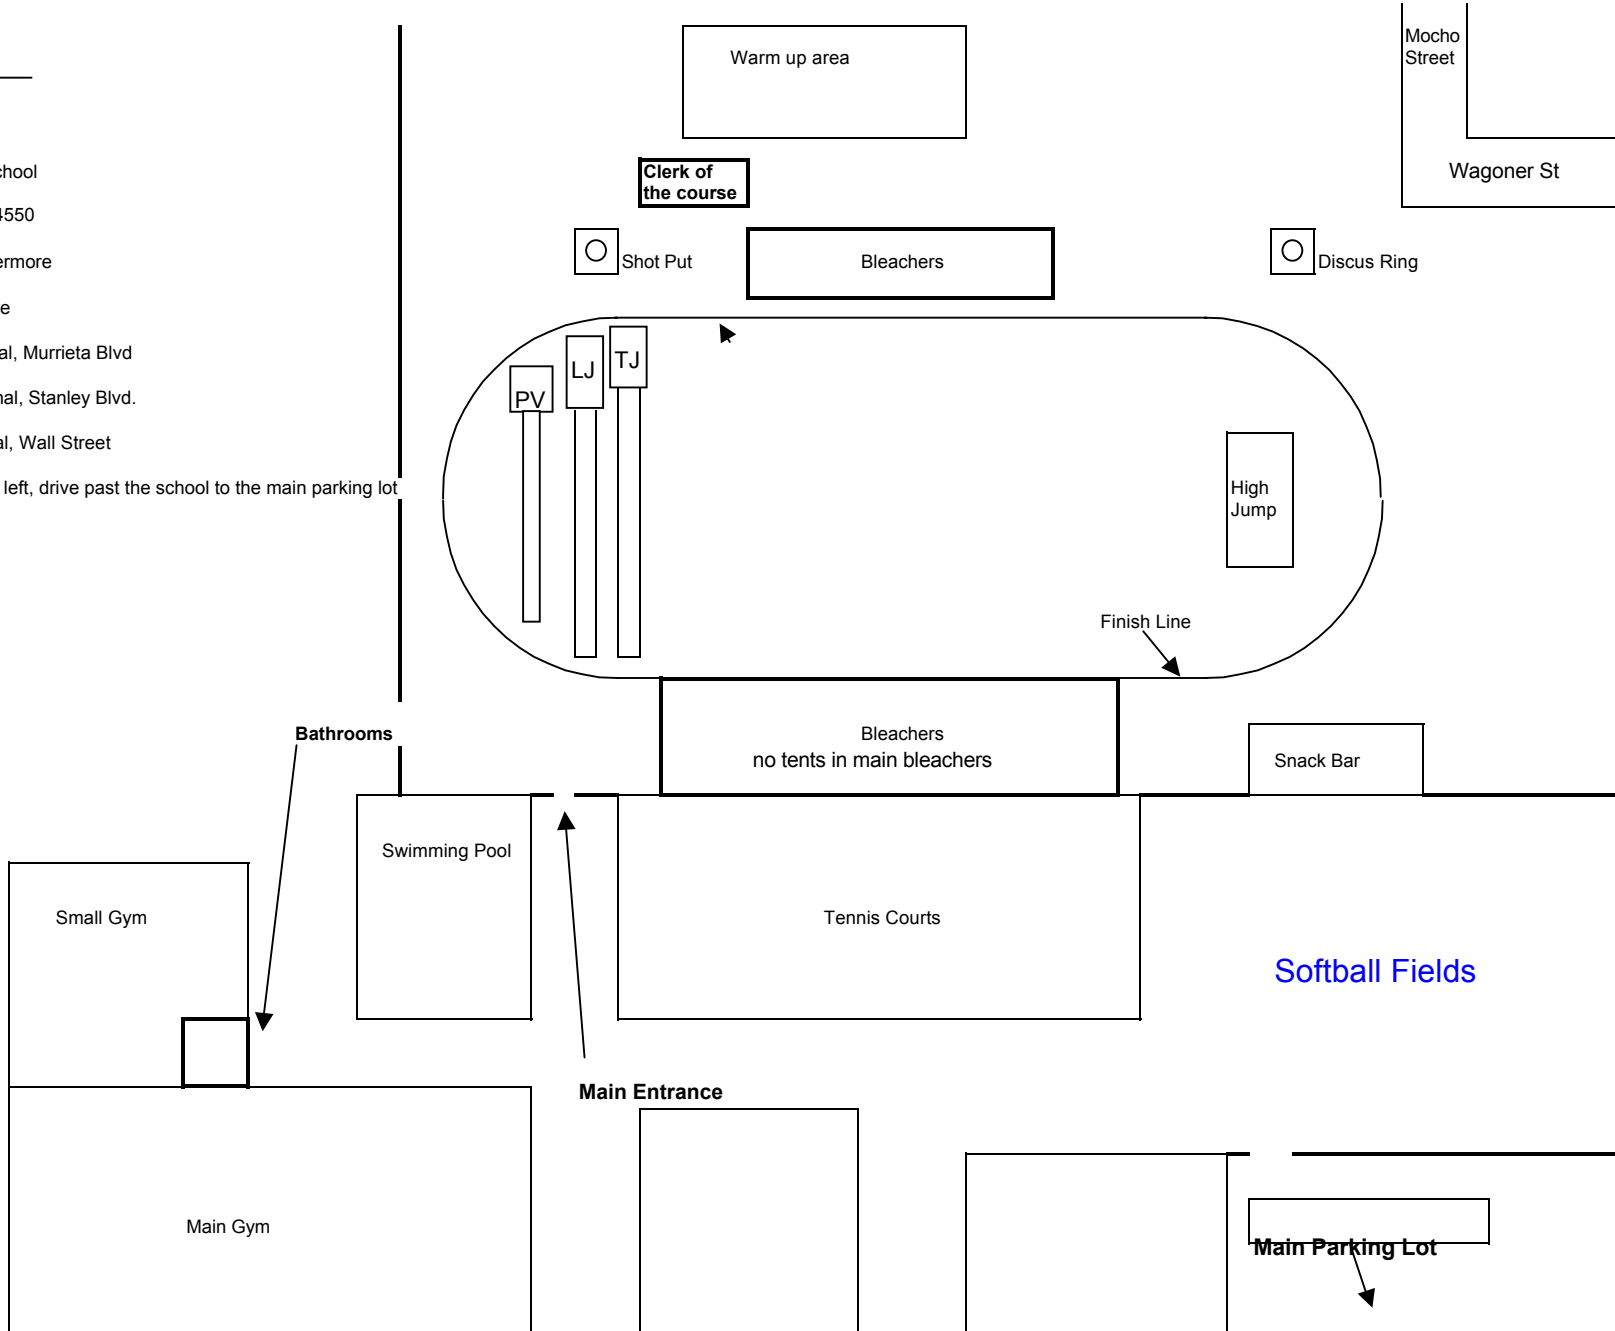 chool
4550
ermore
re
al, Murrieta Blvd
nal, Stanley Blvd.
al, Wall Street
left, drive past the school to the main parking lot
Warm up area
Mocho
Street
Clerk of
the course
Wagoner St
Shot Put
Bleachers
Discus Ring
TJ
LJ
PV
High
Jump
Finish Line
Bathrooms
Bleachers
no tents in main bleachers
Snack Bar
Swimming Pool
Small Gym
Tennis Courts
Softball Fields
Main Entrance
Main Gym
Main Parking Lot